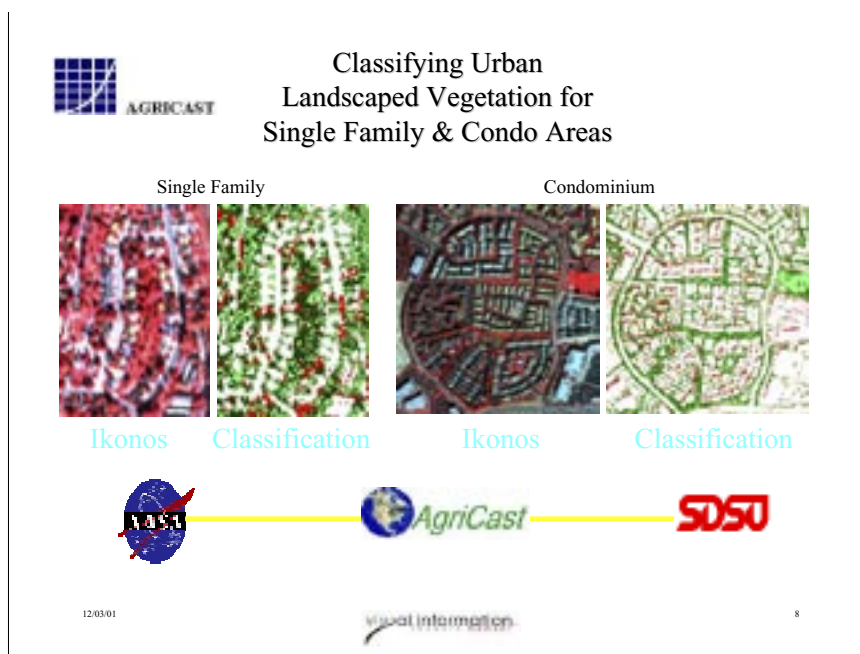 AGRICAST
Classifying Urban
Landscaped Vegetation for
Single Family & Condo Areas
Single Family
Condominium
Ikonos
Classification
Ikonos
Classification
NASA
AgriCast
SDSU
12/03/01
visual information
8